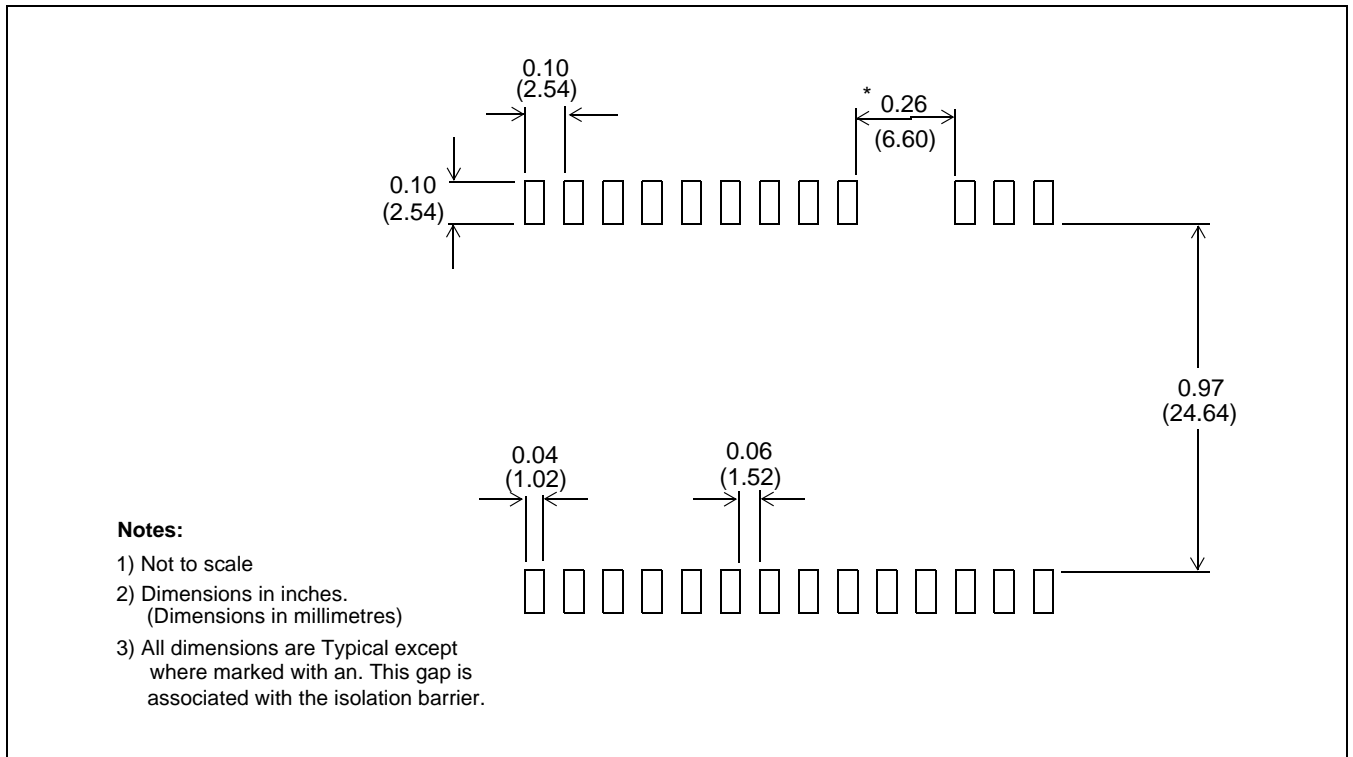 0.10
(2.54)
* 0.26
(6.60)
0.10
(2.54)
0.97
(24.64)
0.04
(1.02)
0.06
(1.52)
Notes:
1) Not to scale
2) Dimensions in inches.
(Dimensions in millimetres)
3) All dimensions are Typical except
where marked with an. This gap is
associated with the isolation barrier.